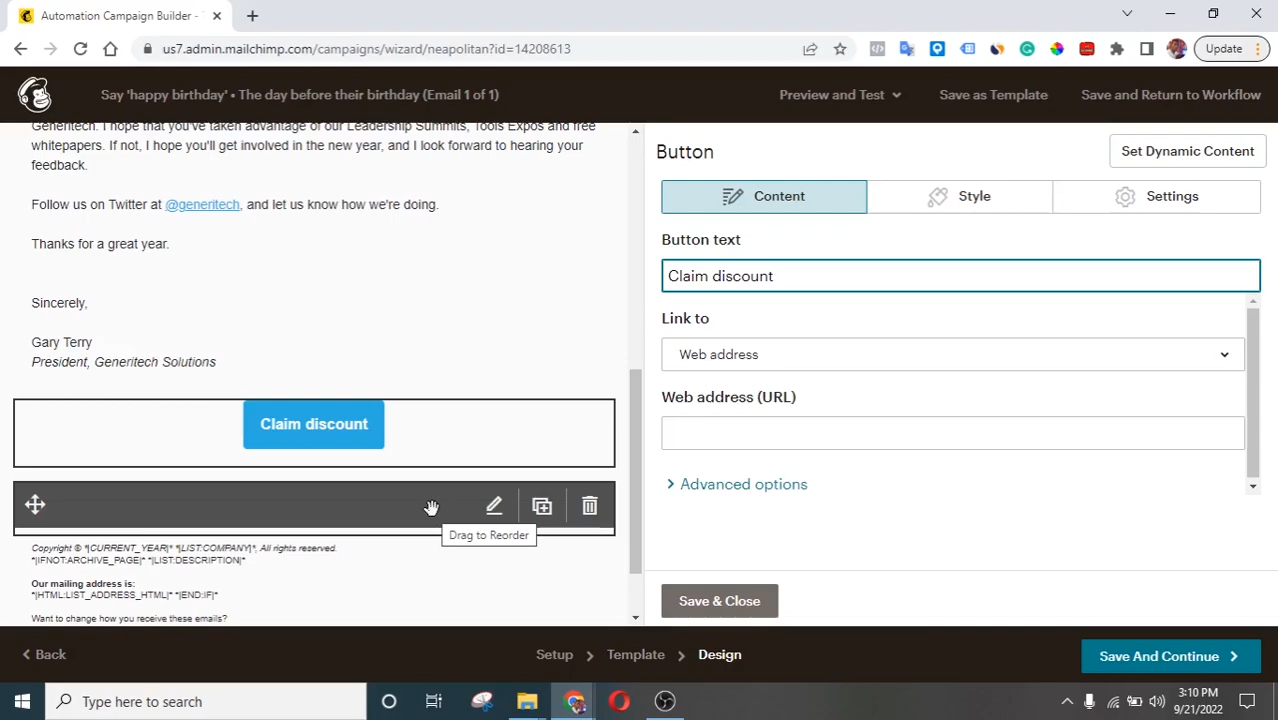 Automation Campaign Builder -
us7.admin.mailchimp.com/campaigns/wizard/neapolitan?id=14208613
Update
Say 'happy birthday' • The day before their birthday (Email 1 of 1)
Preview and Test
Save as Template
Save and Return to Workflow
Generitech. I hope that you've taken advantage of our Leadership Summits, Tools Expos and free
whitepapers. If not, I hope you'll get involved in the new year, and I look forward to hearing your
feedback.
Follow us on Twitter at @generitech, and let us know how we're doing.
Thanks for a great year.
Sincerely,
Gary Terry
President, Generitech Solutions
Claim discount
Drag to Reorder
Copyright © *|CURRENT_YEAR|* *|LIST:COMPANY|*, All rights reserved.
*|IFNOT:ARCHIVE_PAGE|* *|LIST:DESCRIPTION|*
Our mailing address is:
*|HTML:LIST_ADDRESS_HTML|* *|END:IF|*
Want to change how you receive these emails?
Button
Set Dynamic Content
Content
Style
Settings
Button text
Claim discount
Link to
Web address
Web address (URL)
Advanced options
Save & Close
Back
Setup
Template
Design
Save And Continue
Type here to search
3:10 PM
9/21/2022